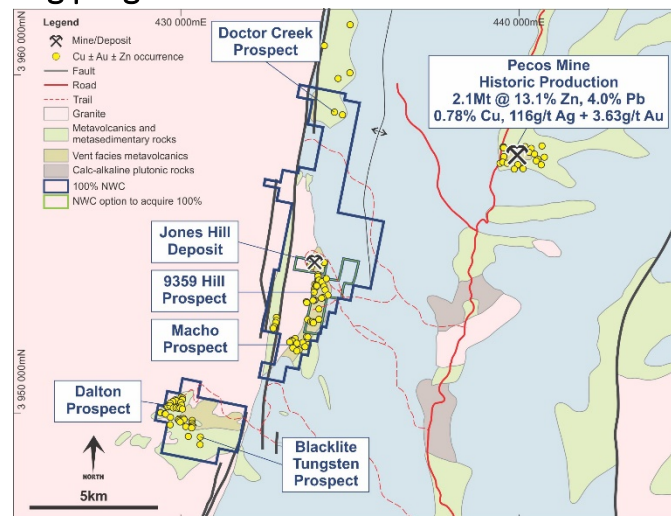 430 000mE
440 000mE
3 960 000mN
3 950 000mN
Legend
Mine/Deposit
Cu ± Au ± Zn occurrence
Fault
Road
Trail
Granite
Metavolcanics and
metasedimentary rocks
Vent facies metavolcanics
Calc-alkaline plutonic rocks
100% NWC
NWC option to acquire 100%
Doctor Creek
Prospect
Pecos Mine
Historic Production
2.1Mt @ 13.1% Zn, 4.0% Pb
0.78% Cu, 116g/t Ag + 3.63g/t Au
Jones Hill
Deposit
9359 Hill
Prospect
Macho
Prospect
Dalton
Prospect
Blacklite
Tungsten
Prospect
NORTH
5km